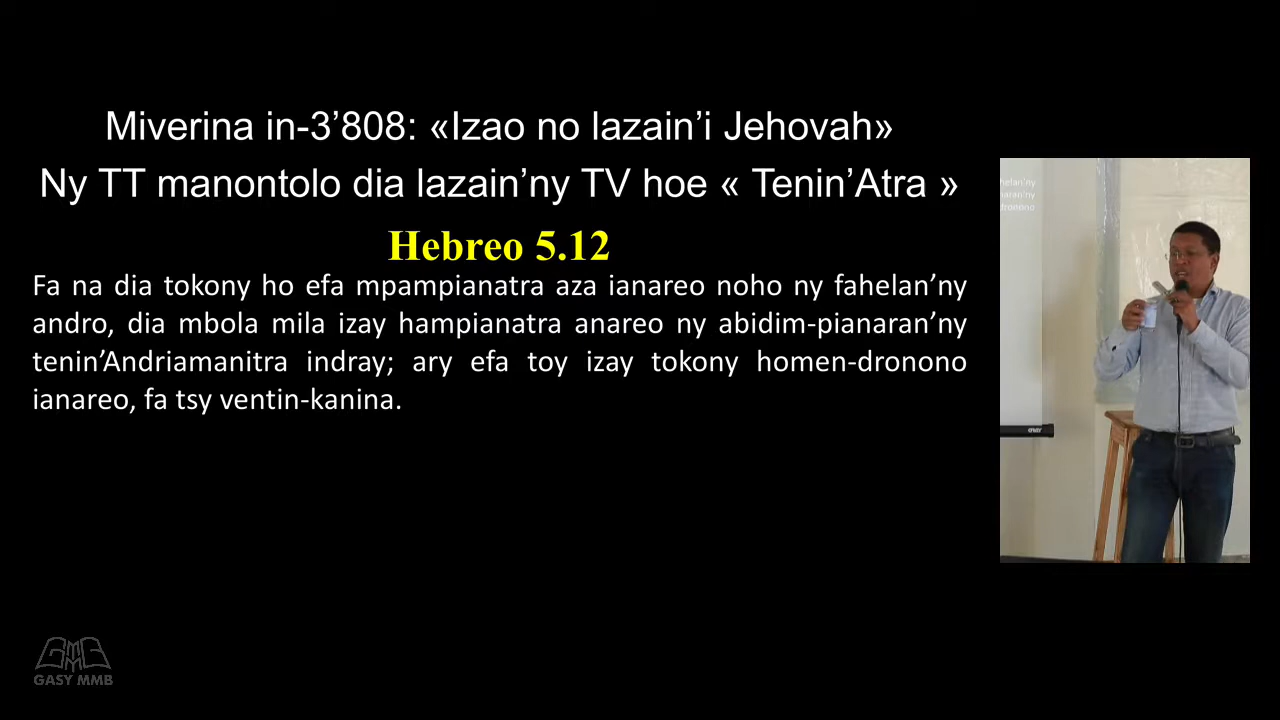 Miverina in-3’808: «Izao no lazain’i Jehovah»
Ny TT manontolo dia lazain’ny TV hoe « Tenin’Atra »
Hebreo 5.12
Fa na dia tokony ho efa mpampianatra aza ianareo noho ny fahelan’ny
andro, dia mbola mila izay hampianatra anareo ny abidim-pianaran’ny
tenin’Andriamanitra indray; ary efa toy izay tokony homen-dronono
ianareo, fa tsy ventin-kanina.
GASY MMB